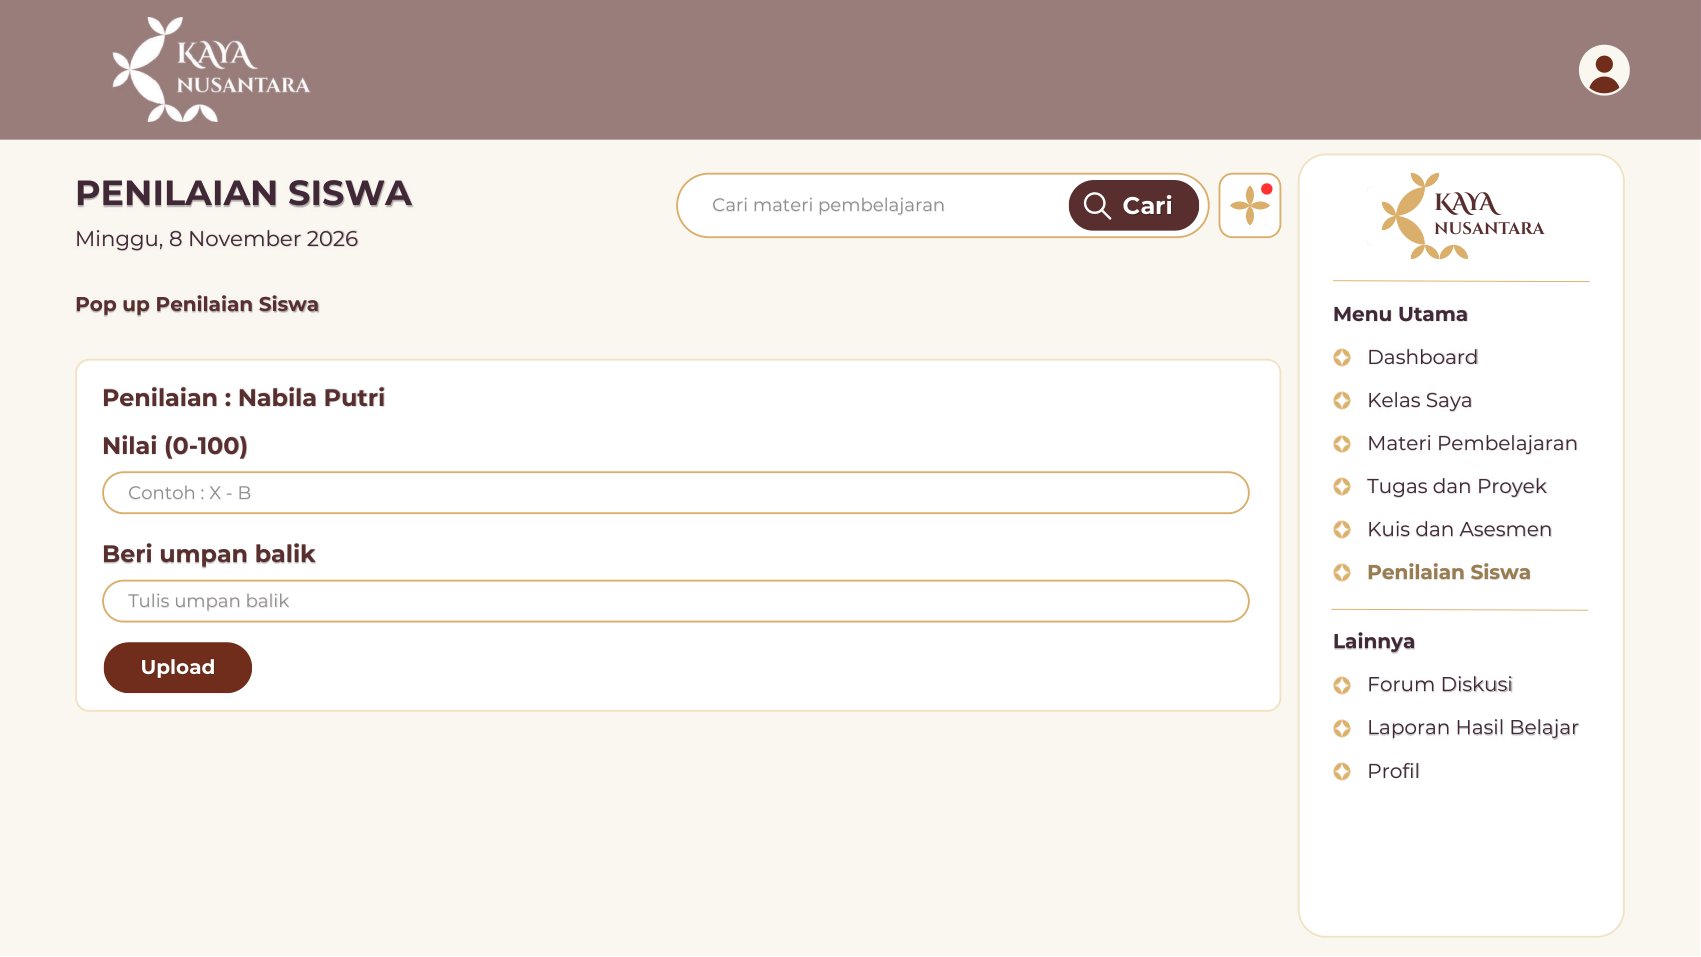 KAYA
NUSANTARA
PENILAIAN SISWA
Minggu, 8 November 2026
Cari materi pembelajaran
Cari
Pop up Penilaian Siswa
Penilaian : Nabila Putri
Nilai (0-100)
Contoh : X - B
Beri umpan balik
Tulis umpan balik
Upload
KAYA
NUSANTARA
Menu Utama
Dashboard
Kelas Saya
Materi Pembelajaran
Tugas dan Proyek
Kuis dan Asesmen
Penilaian Siswa
Lainnya
Forum Diskusi
Laporan Hasil Belajar
Profil